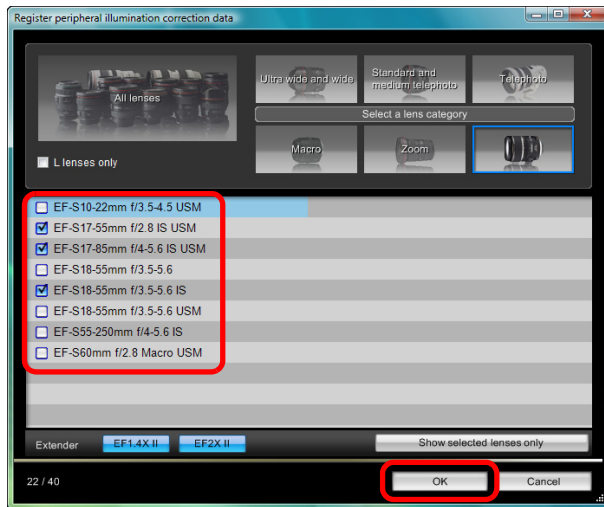 Register peripheral illumination correction data
All lenses
Ultra wide and wide
Standard and
medium telephoto
Telephoto
Select a lens category
Macro
Zoom
L lenses only
EF-S10-22mm f/3.5-4.5 USM
EF-S17-55mm f/2.8 IS USM
EF-S17-85mm f/4-5.6 IS USM
EF-S18-55mm f/3.5-5.6
EF-S18-55mm f/3.5-5.6 IS
EF-S18-55mm f/3.5-5.6 USM
EF-S55-250mm f/4-5.6 IS
EF-S60mm f/2.8 Macro USM
Extender
EF1.4X II
EF2X II
Show selected lenses only
22 / 40
OK
Cancel